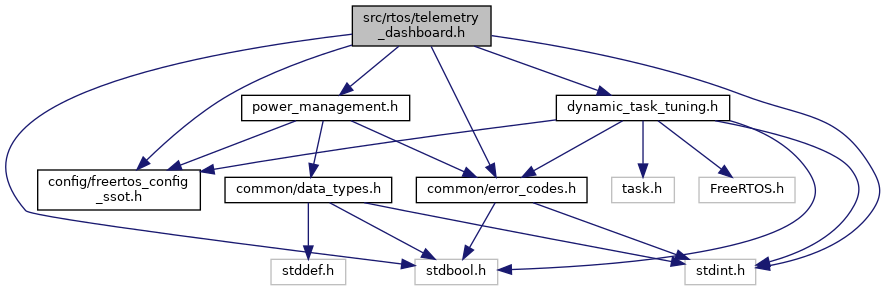 src/rtos/telemetry
_dashboard.h
power_management.h
dynamic_task_tuning.h
config/freertos_config
_ssot.h
common/data_types.h
common/error_codes.h
task.h
FreeRTOS.h
stddef.h
stdbool.h
stdint.h